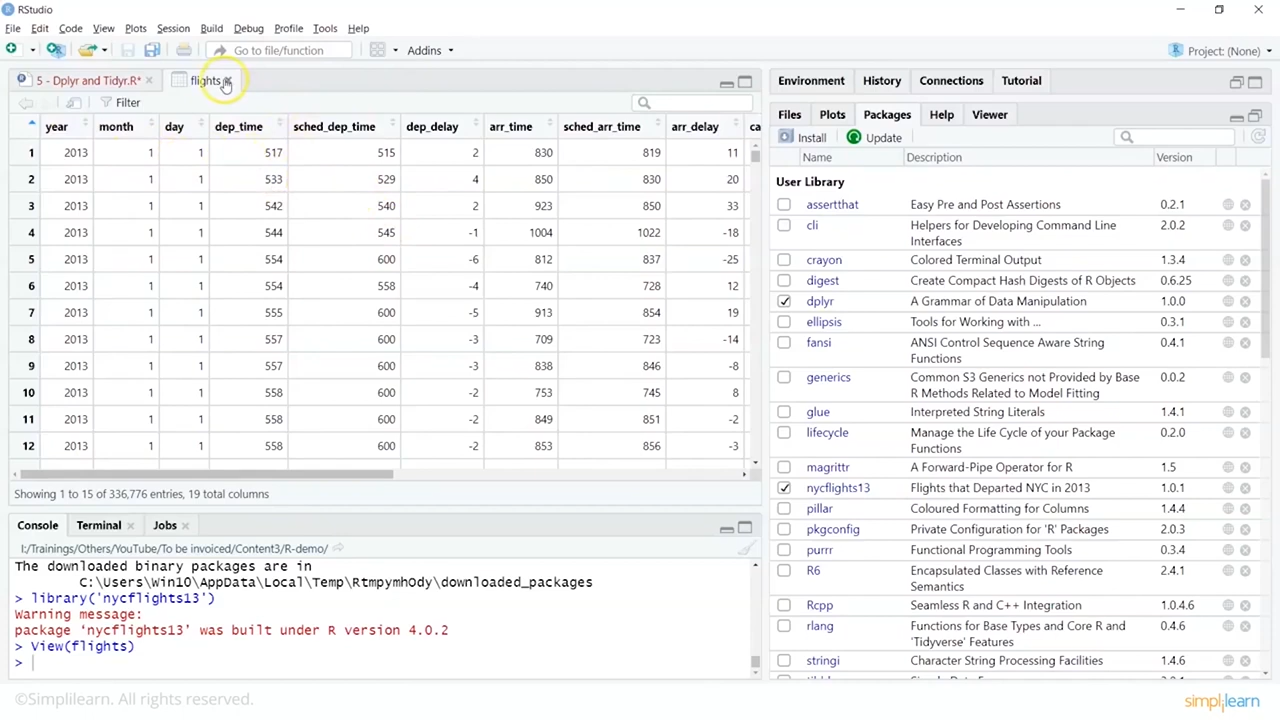 RStudio
File Edit Code View Plots Session Build Debug Profile Tools Help
Go to file/function Addins Project: (None)
5 - Dplyr and Tidyr.R* flights
Filter
year month day dep_time sched_dep_time dep_delay arr_time sched_arr_time arr_delay ca
1 2013 1 1 517 515 2 830 819 11
2 2013 1 1 533 529 4 850 830 20
3 2013 1 1 542 540 2 923 850 33
4 2013 1 1 544 545 -1 1004 1022 -18
5 2013 1 1 554 600 -6 812 837 -25
6 2013 1 1 554 558 -4 740 728 12
7 2013 1 1 555 600 -5 913 854 19
8 2013 1 1 557 600 -3 709 723 -14
9 2013 1 1 557 600 -3 838 846 -8
10 2013 1 1 558 600 -2 753 745 8
11 2013 1 1 558 600 -2 849 851 -2
12 2013 1 1 558 600 -2 853 856 -3
Showing 1 to 15 of 336,776 entries, 19 total columns
Console Terminal Jobs
I:/Trainings/Others/YouTube/To be invoiced/Content3/R-demo/
The downloaded binary packages are in
C:\Users\Win10\AppData\Local\Temp\RtmpymhOdy\downloaded_packages
> library('nycflights13')
Warning message:
package ‘nycflights13’ was built under R version 4.0.2
> View(flights)
>
Environment History Connections Tutorial
Files Plots Packages Help Viewer
Install Update
Name Description Version
User Library
assertthat Easy Pre and Post Assertions 0.2.1
cli Helpers for Developing Command Line 2.0.2
Interfaces
crayon Colored Terminal Output 1.3.4
digest Create Compact Hash Digests of R Objects 0.6.25
dplyr A Grammar of Data Manipulation 1.0.0
ellipsis Tools for Working with ... 0.3.1
fansi ANSI Control Sequence Aware String 0.4.1
Functions
generics Common S3 Generics not Provided by Base 0.0.2
R Methods Related to Model Fitting
glue Interpreted String Literals 1.4.1
lifecycle Manage the Life Cycle of your Package 0.2.0
Functions
magrittr A Forward-Pipe Operator for R 1.5
nycflights13 Flights that Departed NYC in 2013 1.0.1
pillar Coloured Formatting for Columns 1.4.4
pkgconfig Private Configuration for 'R' Packages 2.0.3
purrr Functional Programming Tools 0.3.4
R6 Encapsulated Classes with Reference 2.4.1
Semantics
Rcpp Seamless R and C++ Integration 1.0.4.6
rlang Functions for Base Types and Core R and 0.4.6
'Tidyverse' Features
stringi Character String Processing Facilities 1.4.6
©Simplilearn. All rights reserved.
simplilearn